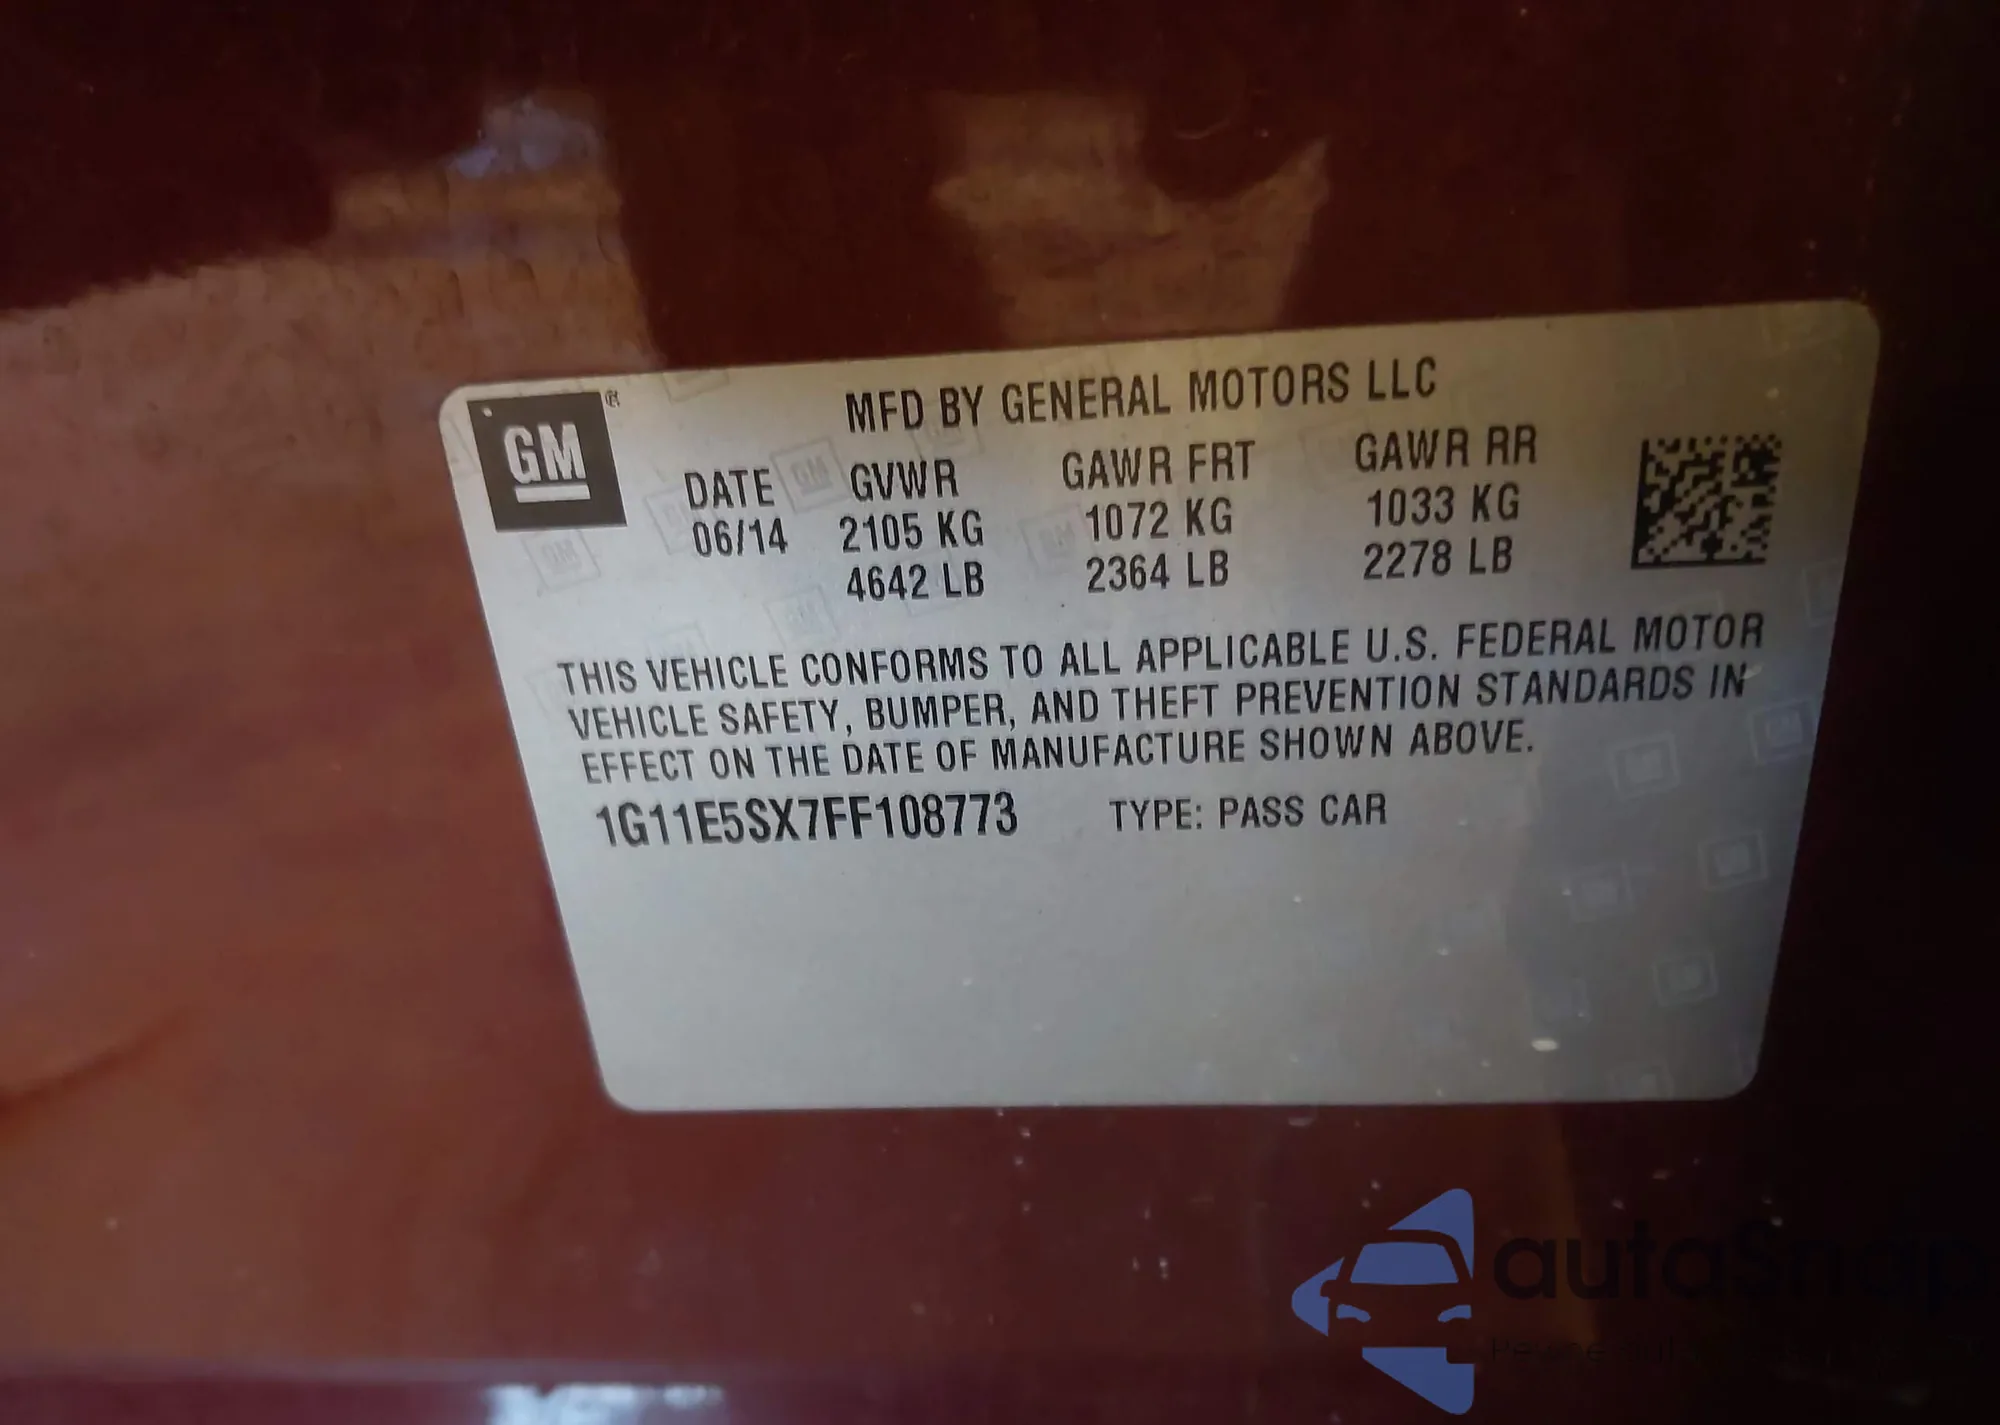 GM ®
MFD BY GENERAL MOTORS LLC
DATE GVWR GAWR FRT GAWR RR
06/14 2105 KG 1072 KG 1033 KG
4642 LB 2364 LB 2278 LB
THIS VEHICLE CONFORMS TO ALL APPLICABLE U.S. FEDERAL MOTOR
VEHICLE SAFETY, BUMPER, AND THEFT PREVENTION STANDARDS IN
EFFECT ON THE DATE OF MANUFACTURE SHOWN ABOVE.
1G11E5SX7FF108773 TYPE: PASS CAR
autaSnap